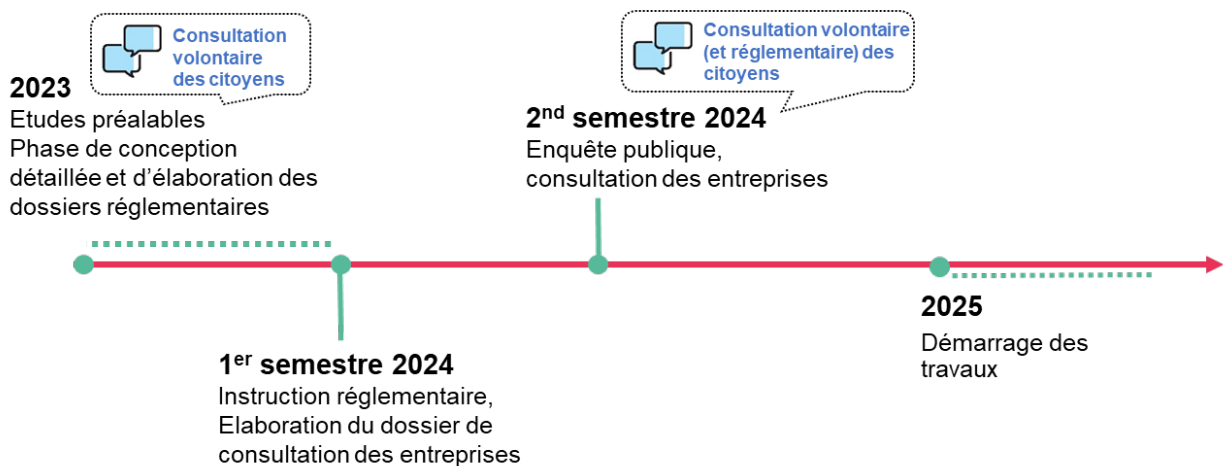 Consultation
volontaire
des citoyens
2023
Etudes préalables
Phase de conception
détaillée et d'élaboration des
dossiers réglementaires
Consultation volontaire
(et réglementaire) des
citoyens
2nd semestre 2024
Enquête publique,
consultation des entreprises
1er semestre 2024
Instruction réglementaire,
Elaboration du dossier de
consultation des entreprises
2025
Démarrage des
travaux